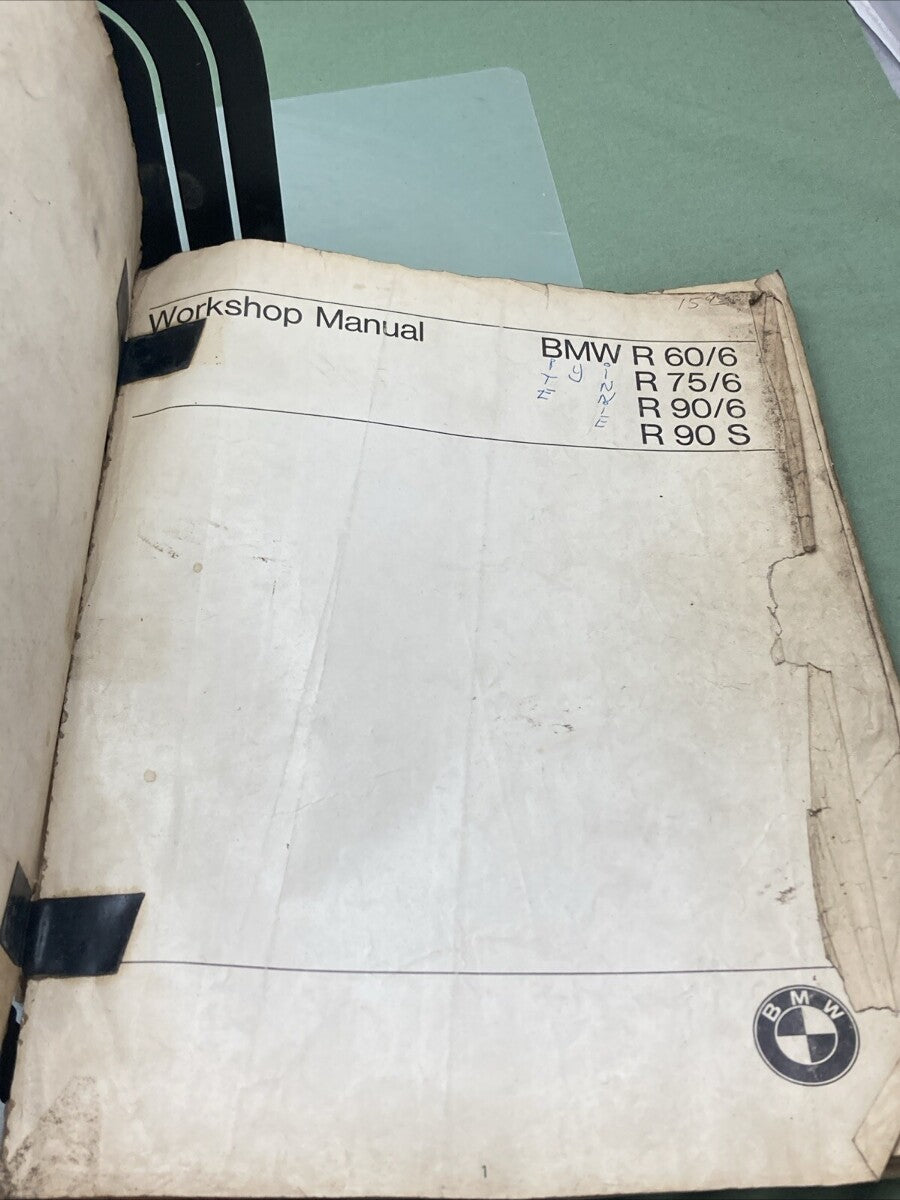 Workshop Manual
BMW R 60/6
R 75/6
R 90/6
R 90 S
I
T
E
y
I
N
N
I
E
BMW
1